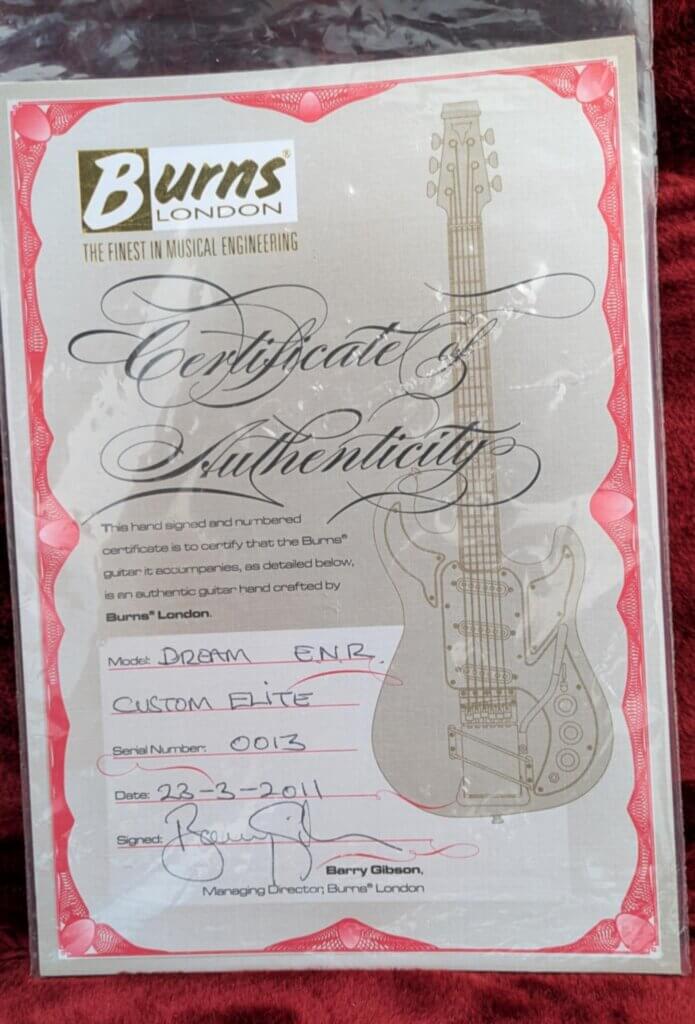 Burns®
LONDON
THE FINEST IN MUSICAL ENGINEERING
Certificate of
Authenticity
This hand signed and numbered
certificate is to certify that the Burns®
guitar it accompanies, as detailed below,
is an authentic guitar hand crafted by
Burns® London.
Model: DREAM E.N.R.
CUSTOM ELITE
Serial Number: 0013
Date: 23-3-2011
Signed:
Barry Gibson,
Managing Director, Burns® London